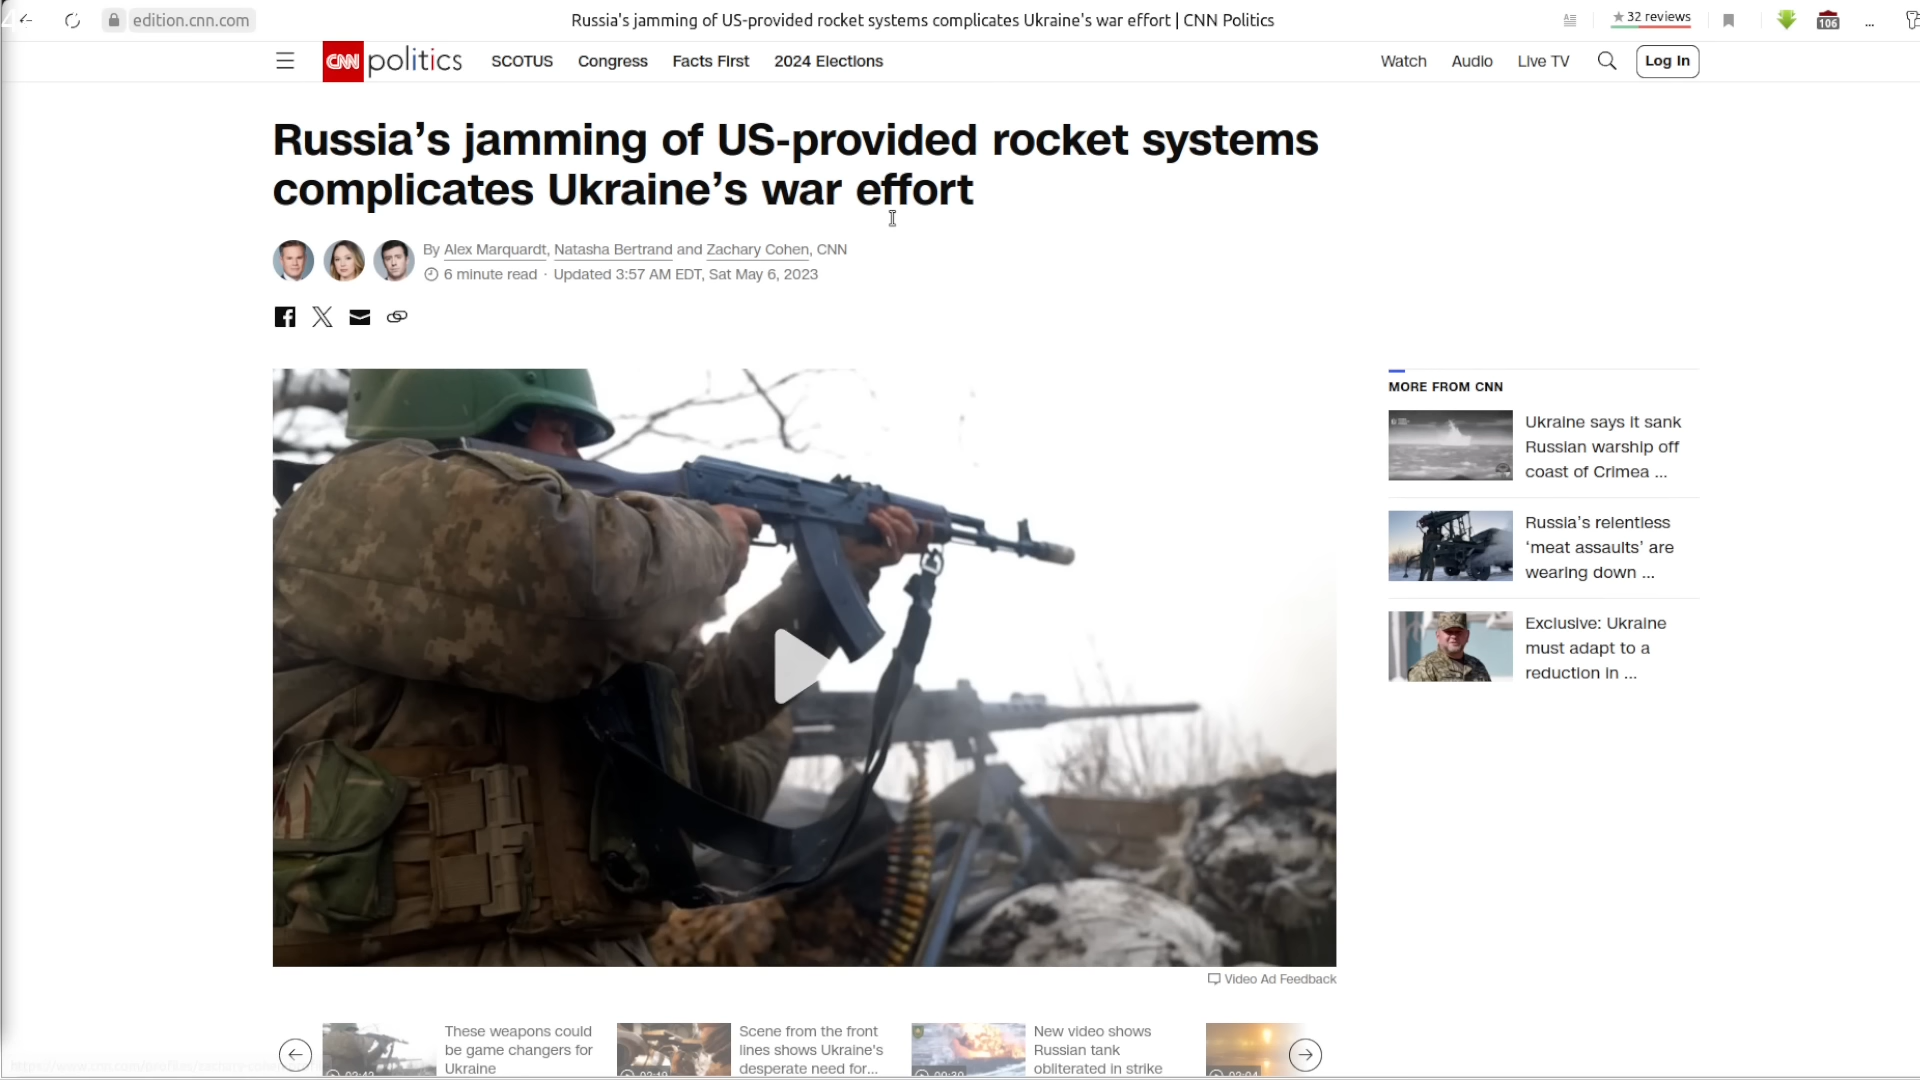 edition.cnn.com
Russia's jamming of US-provided rocket systems complicates Ukraine's war effort | CNN Politics
★ 32 reviews
106
...
CNN politics
SCOTUS
Congress
Facts First
2024 Elections
Watch
Audio
Live TV
Log In
Russia’s jamming of US-provided rocket systems
complicates Ukraine’s war effort
By Alex Marquardt, Natasha Bertrand and Zachary Cohen, CNN
6 minute read · Updated 3:57 AM EDT, Sat May 6, 2023
MORE FROM CNN
Ukraine says it sank
Russian warship off
coast of Crimea ...
Russia’s relentless
‘meat assaults’ are
wearing down ...
Exclusive: Ukraine
must adapt to a
reduction in ...
Video Ad Feedback
These weapons could
be game changers for
Ukraine
Scene from the front
lines shows Ukraine's
desperate need for...
New video shows
Russian tank
obliterated in strike